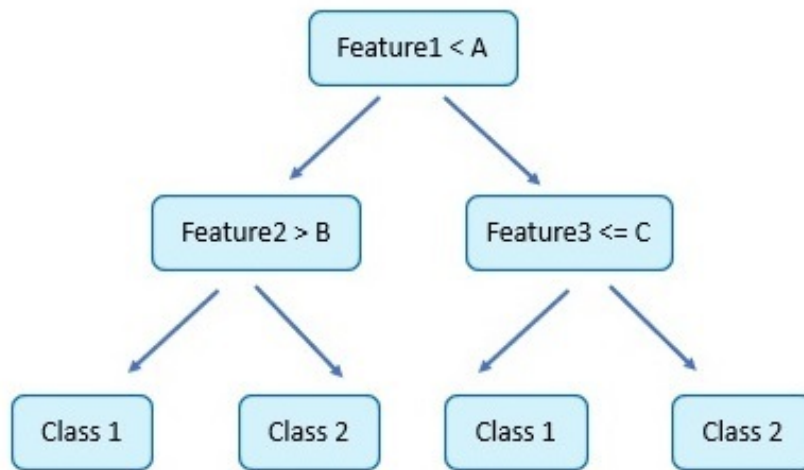 Feature1 < A
Feature2 > B
Feature3 <= C
Class 1
Class 2
Class 1
Class 2